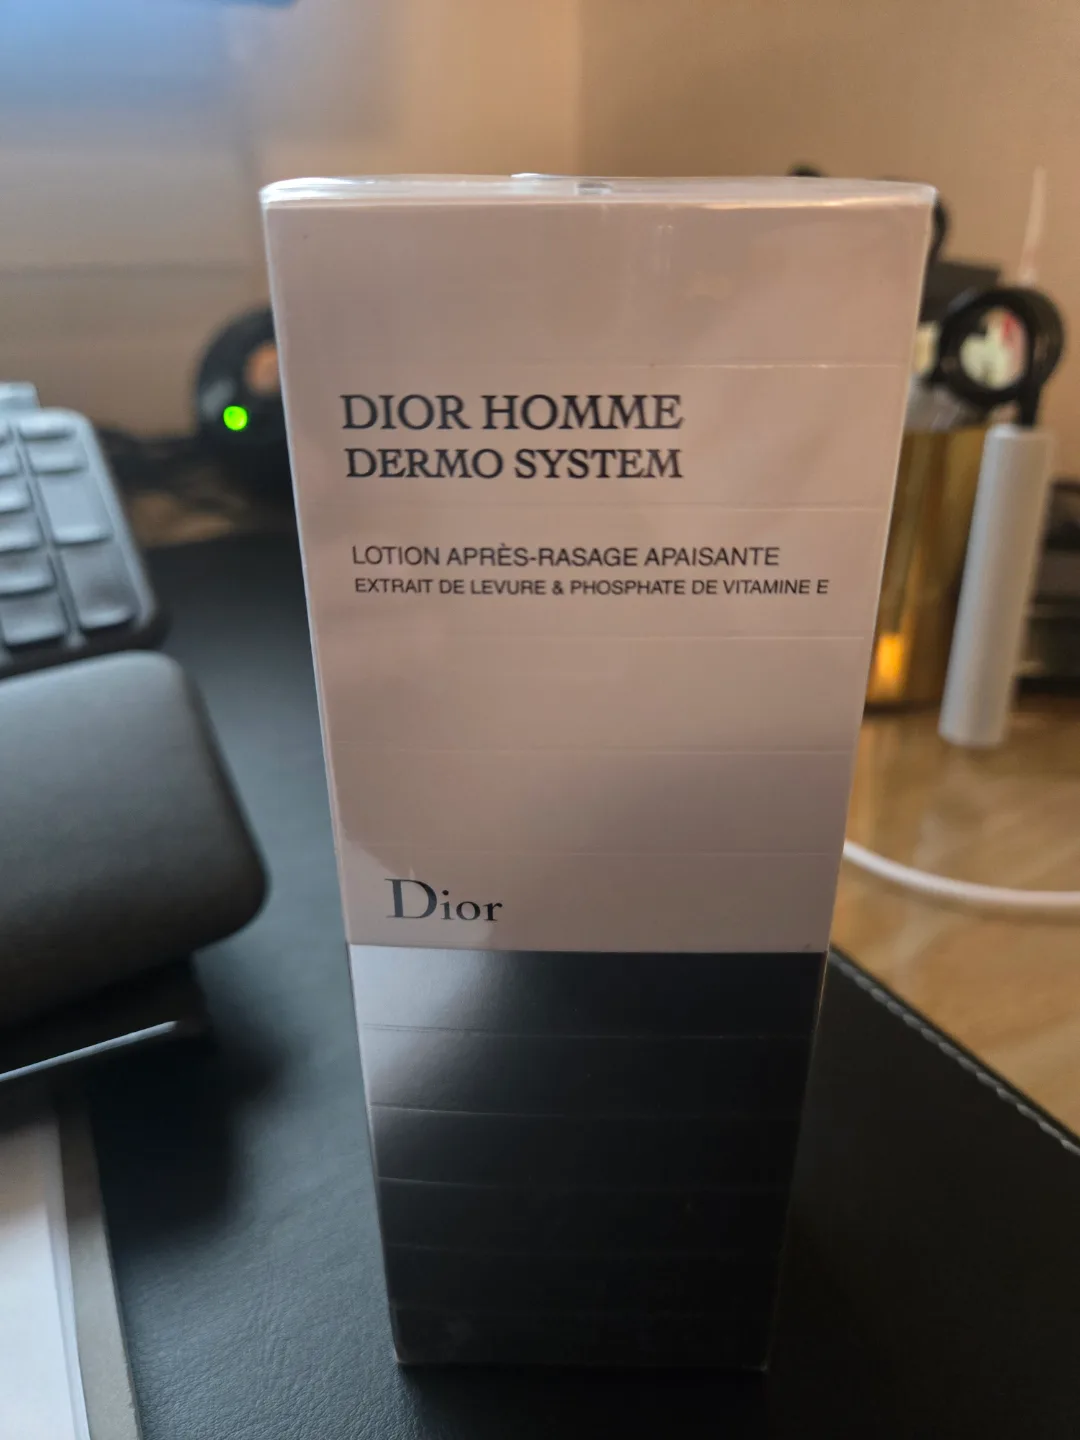 DIOR HOMME
DERMO SYSTEM
LOTION APRÈS-RASAGE APAISANTE
EXTRAIT DE LEVURE & PHOSPHATE DE VITAMINE E
Dior